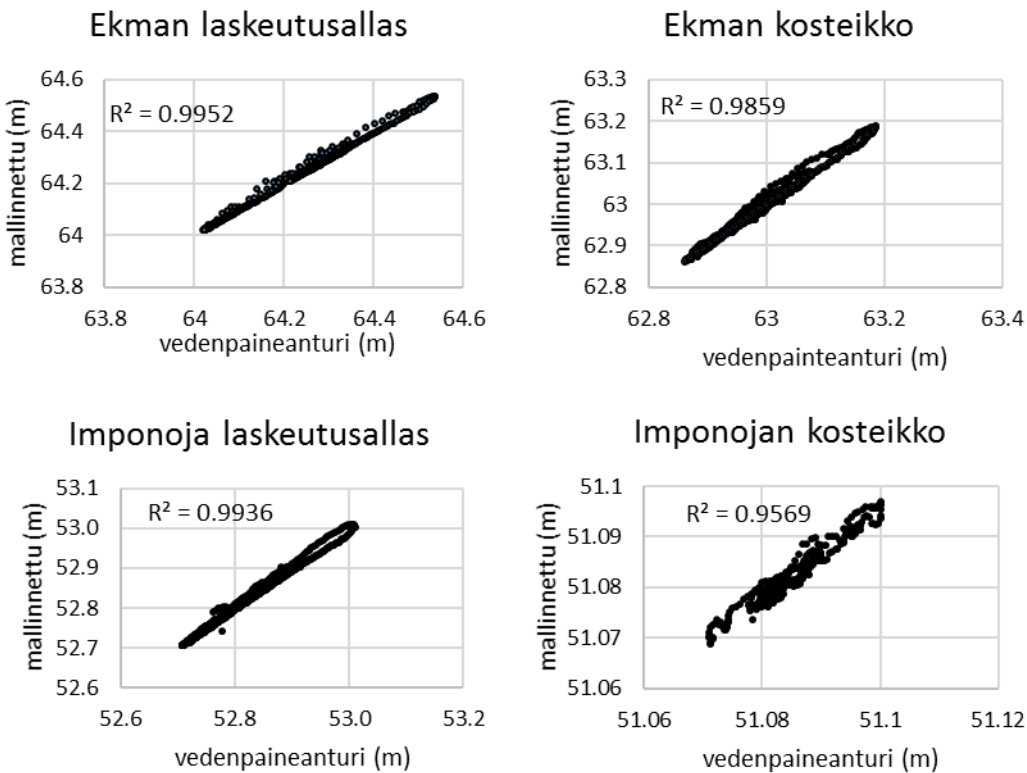 Ekman laskeutusallas
R² = 0.9952
mallinnettu (m)
64.6
64.4
64.2
64
63.8
63.8 64 64.2 64.4 64.6
vedenpaineanturi (m)
Ekman kosteikko
R² = 0.9859
mallinnettu (m)
63.3
63.2
63.1
63
62.9
62.8
62.8 63 63.2 63.4
vedenpainteanturi (m)
Imponoja laskeutusallas
R² = 0.9936
mallinnettu (m)
53.1
53.0
52.9
52.8
52.7
52.6
52.6 52.8 53.0 53.2
vedenpaineanturi (m)
Imponojan kosteikko
R² = 0.9569
mallinnettu (m)
51.1
51.09
51.08
51.07
51.06
51.06 51.08 51.1 51.12
vedenpaineanturi (m)